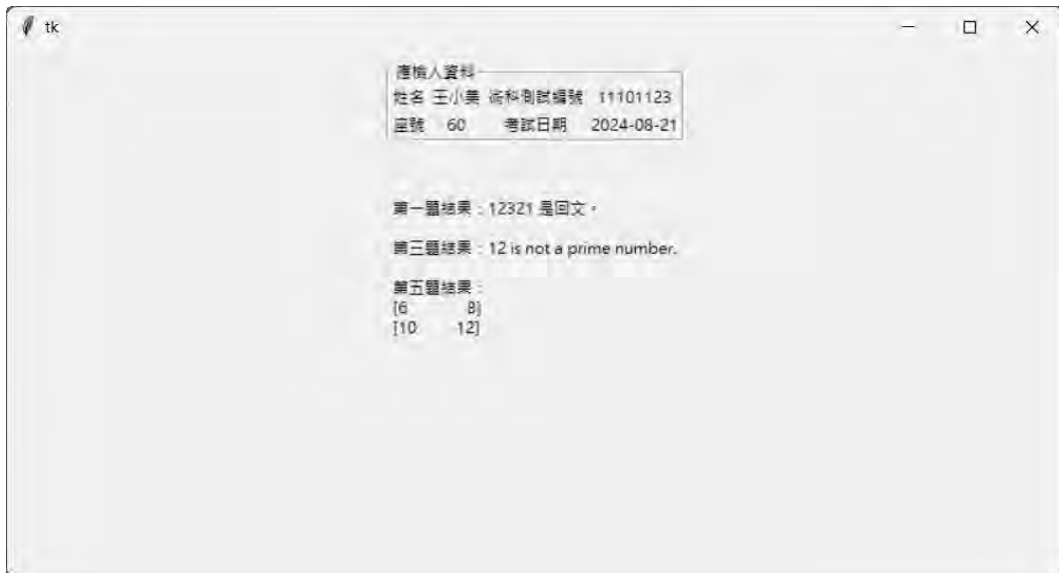 tk
應檢人資料
姓名 王小美 術科測試編號 11101123
座號 60 考試日期 2024-08-21
第一題結果：12321 是回文。
第三題結果：12 is not a prime number.
第五題結果：
[6 8]
[10 12]